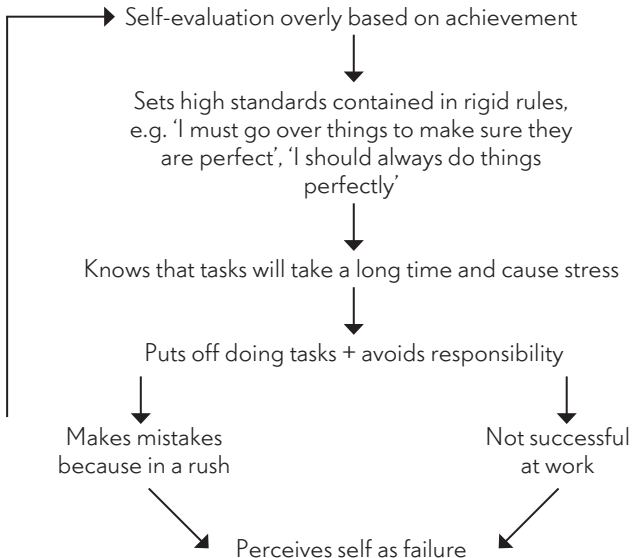 Self-evaluation overly based on achievement
Sets high standards contained in rigid rules,
e.g. ‘I must go over things to make sure they
are perfect’, ‘I should always do things
perfectly’
Knows that tasks will take a long time and cause stress
Puts off doing tasks + avoids responsibility
Makes mistakes
because in a rush
Not successful
at work
Perceives self as failure